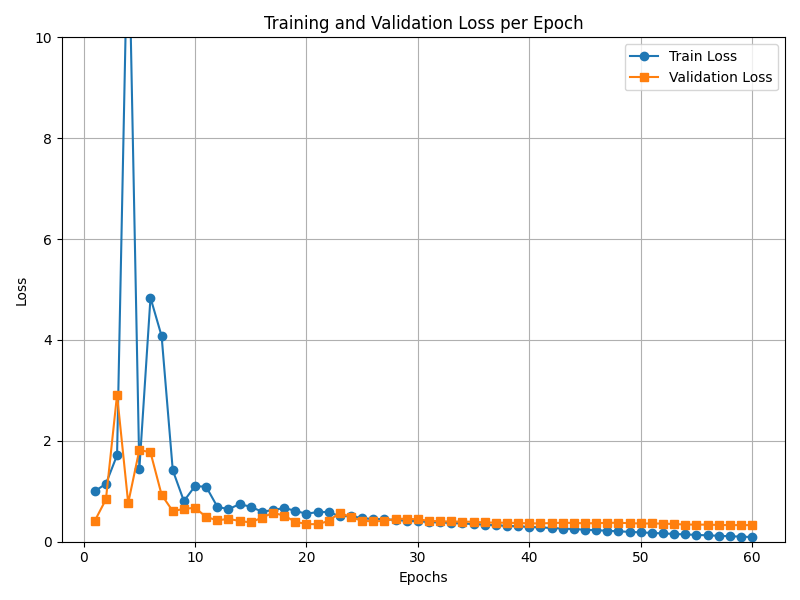 Training and Validation Loss per Epoch
Train Loss
Validation Loss
10
8
6
4
2
0
Loss
0 10 20 30 40 50 60
Epochs